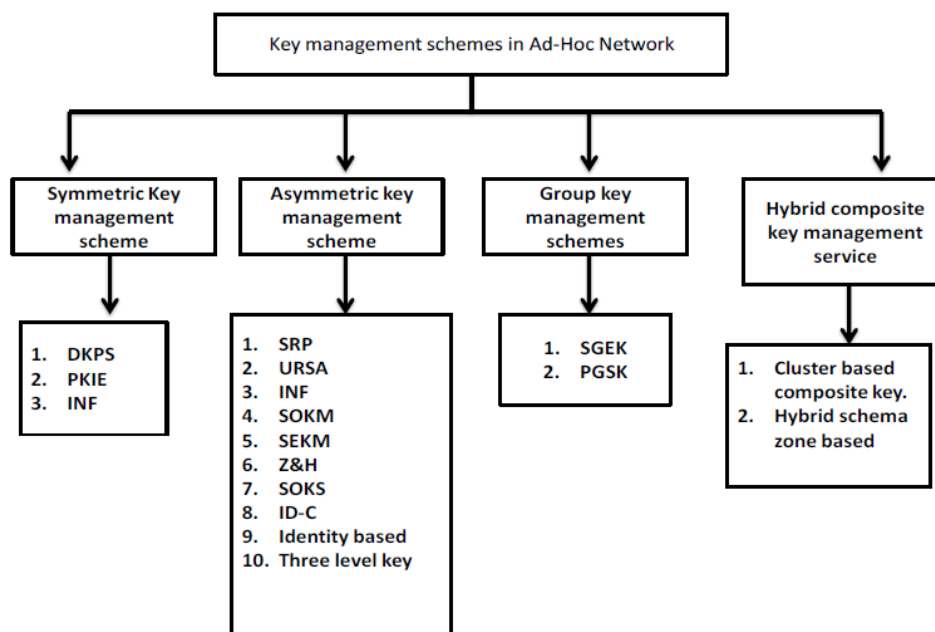 Key management schemes in Ad-Hoc Network
Symmetric Key
management
scheme
Asymmetric key
management
scheme
Group key
management
schemes
Hybrid composite
key management
service
1. DKPS
2. PKIE
3. INF
1. SRP
2. URSA
3. INF
4. SOKM
5. SEKM
6. Z&H
7. SOKS
8. ID-C
9. Identity based
10. Three level key
1. SGEK
2. PGSK
1. Cluster based
composite key.
2. Hybrid schema
zone based